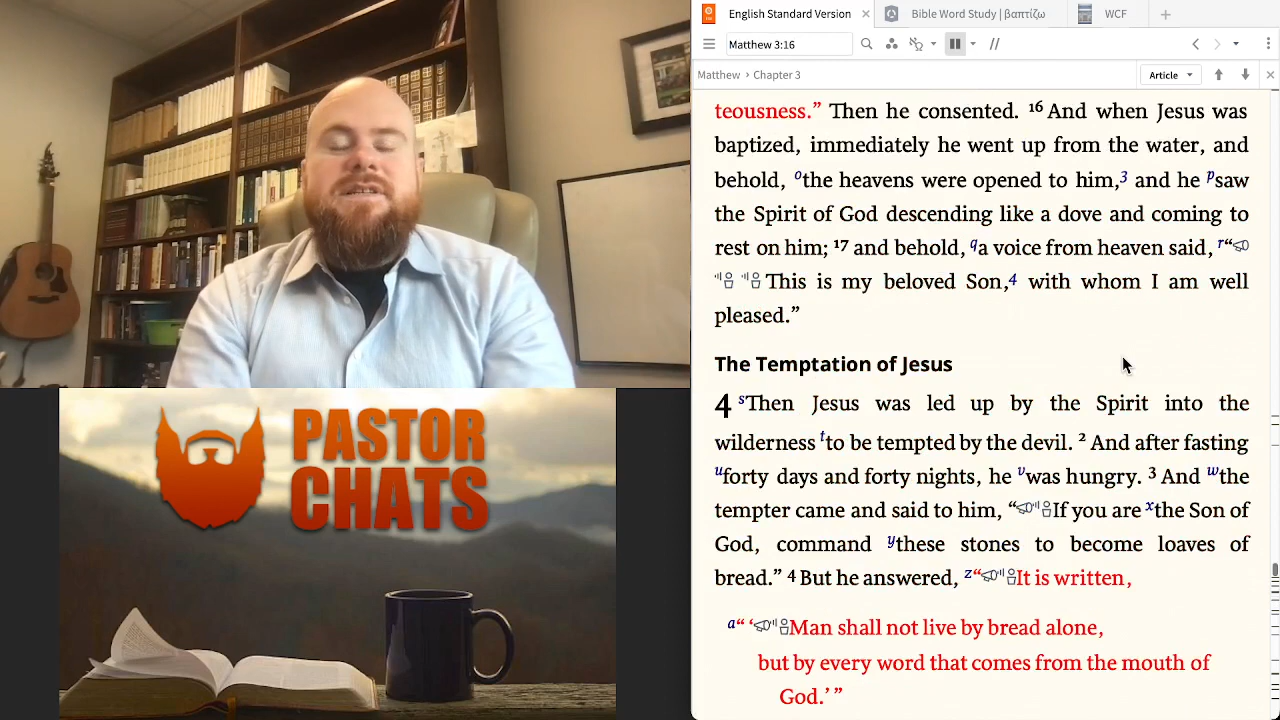 PASTOR
CHATS
English Standard Version
Bible Word Study | βαπτίζω
WCF
Matthew 3:16
Matthew > Chapter 3
Article
teousness.” Then he consented. 16 And when Jesus was
baptized, immediately he went up from the water, and
behold, o the heavens were opened to him,3 and he p saw
the Spirit of God descending like a dove and coming to
rest on him; 17 and behold, q a voice from heaven said, r “
This is my beloved Son,4 with whom I am well
pleased.”
The Temptation of Jesus
4 s Then Jesus was led up by the Spirit into the
wilderness t to be tempted by the devil. 2 And after fasting
u forty days and forty nights, he v was hungry. 3 And w the
tempter came and said to him, “If you are x the Son of
God, command y these stones to become loaves of
bread.” 4 But he answered, z “It is written,
a “ ‘Man shall not live by bread alone,
but by every word that comes from the mouth of
God.’ ”